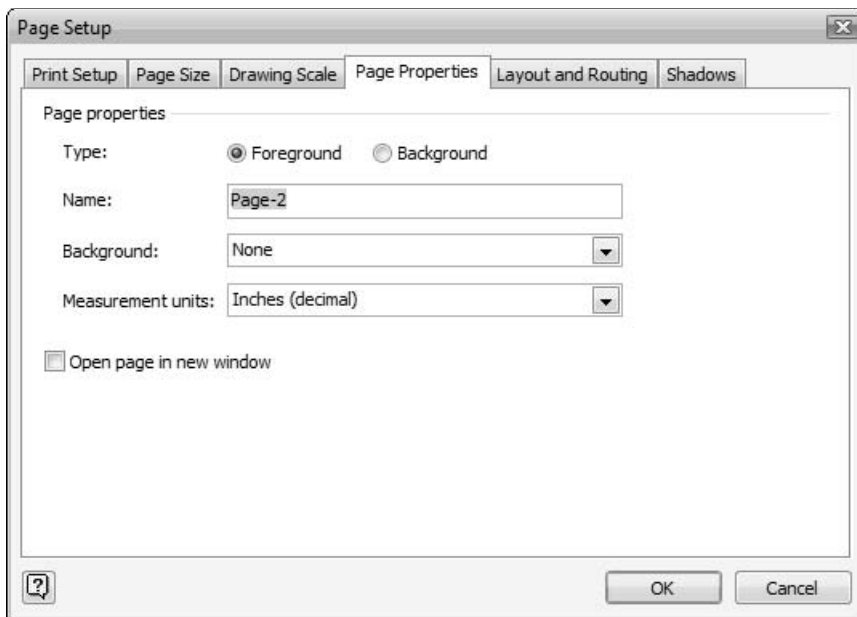 Page Setup
Print Setup Page Size Drawing Scale Page Properties Layout and Routing Shadows
Page properties
Type: Foreground Background
Name: Page-2
Background: None
Measurement units: Inches (decimal)
Open page in new window
? OK Cancel